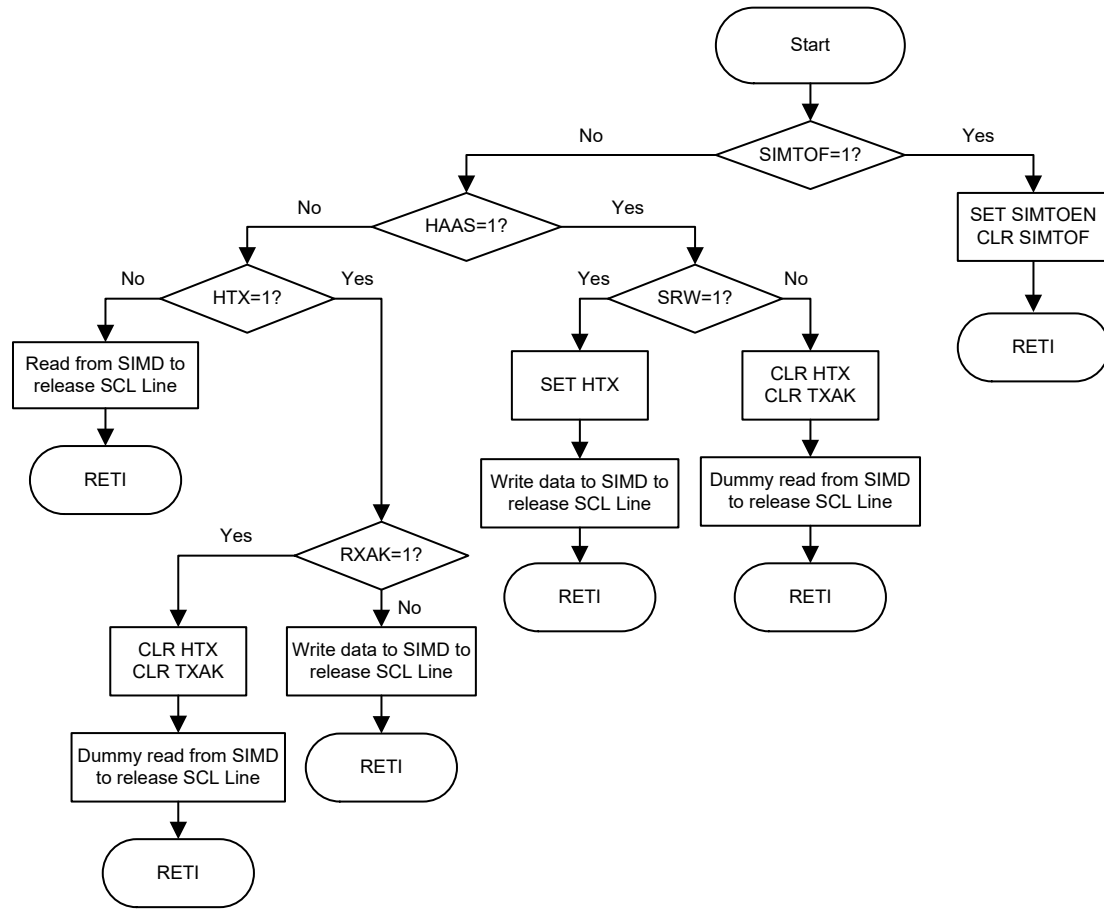 Start
No
SIMTOF=1?
Yes
No
HAAS=1?
Yes
SET SIMTOEN
CLR SIMTOF
No
HTX=1?
Yes
Yes
SRW=1?
No
RETI
Read from SIMD to
release SCL Line
SET HTX
CLR HTX
CLR TXAK
RETI
Write data to SIMD to
release SCL Line
Dummy read from SIMD
to release SCL Line
Yes
RXAK=1?
RETI
RETI
No
CLR HTX
CLR TXAK
Write data to SIMD to
release SCL Line
Dummy read from SIMD
to release SCL Line
RETI
RETI